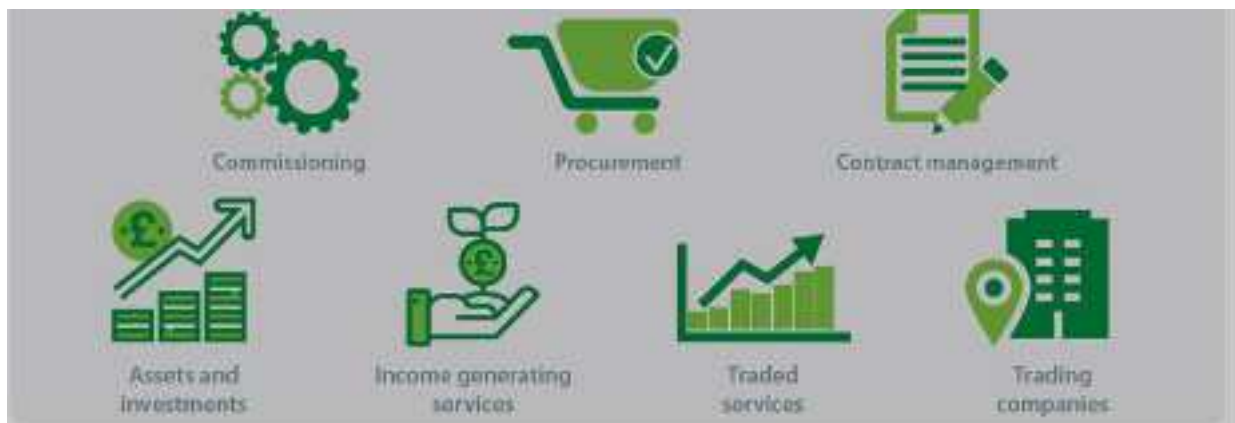 Commissioning
Procurement
Contract management
£
Assets and
investments
£
Income generating
services
Traded
services
Trading
companies